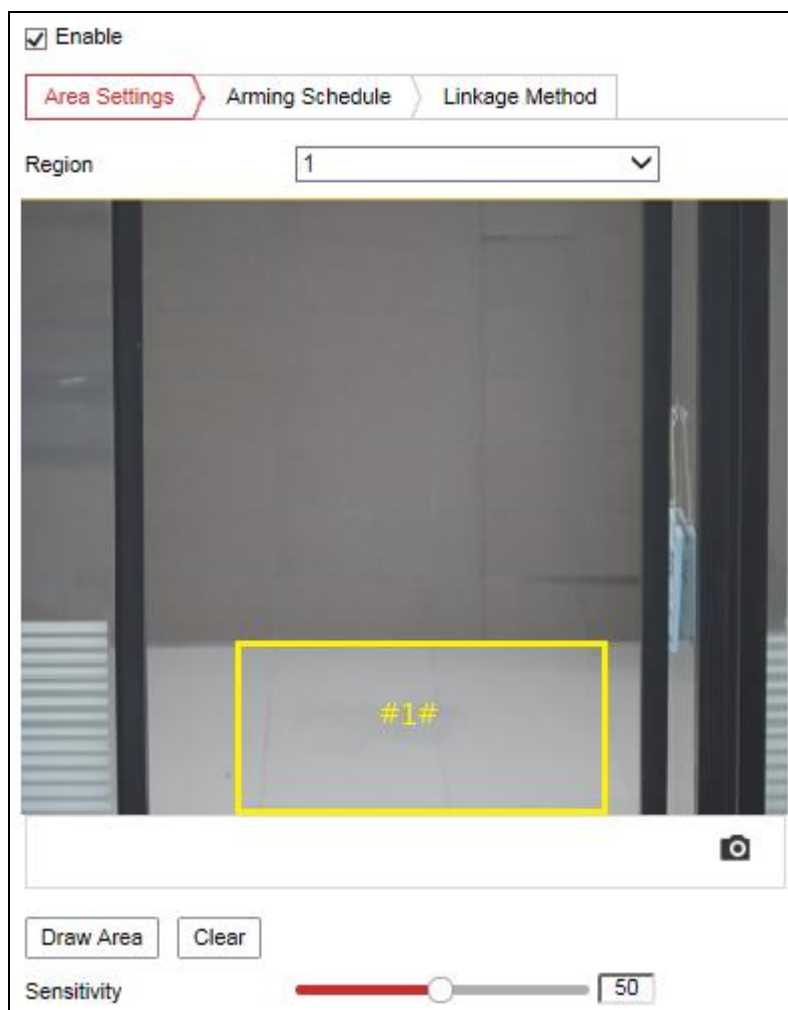 Enable
Area Settings Arming Schedule Linkage Method
Region 1
#1#
Draw Area Clear
Sensitivity 50